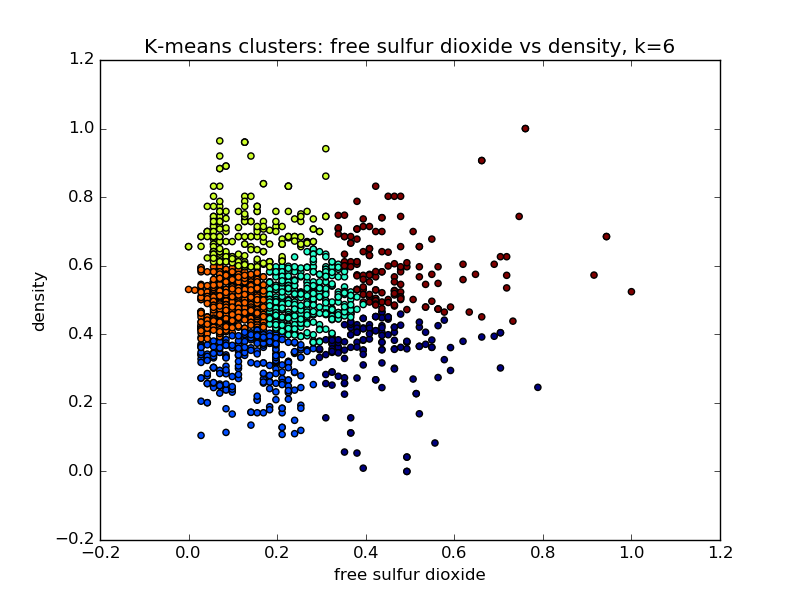 K-means clusters: free sulfur dioxide vs density, k=6
1.2
1.0
0.8
0.6
0.4
0.2
0.0
−0.2
density
−0.2 0.0 0.2 0.4 0.6 0.8 1.0 1.2
free sulfur dioxide